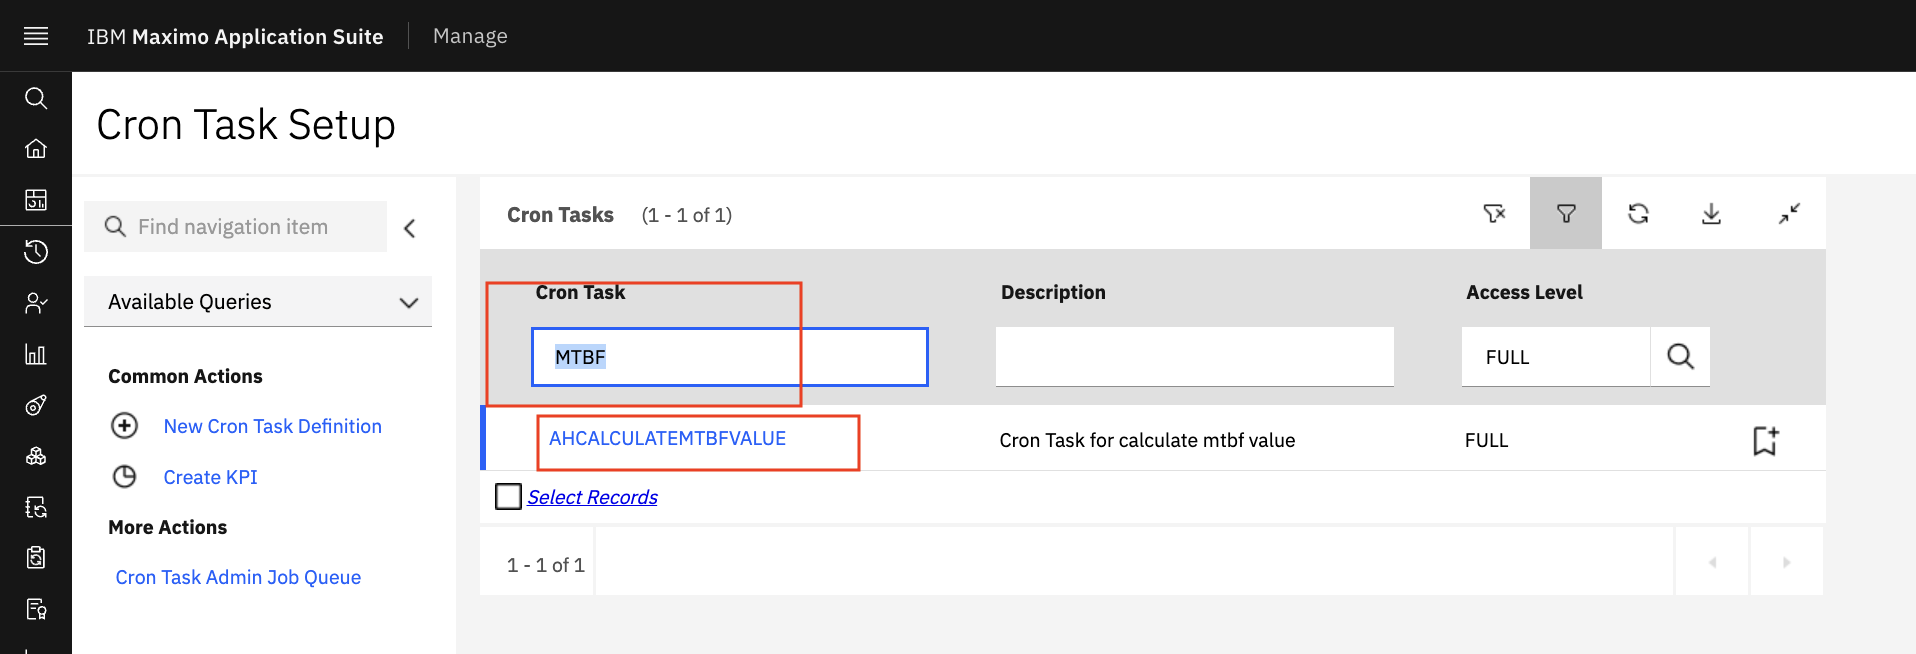 IBM Maximo Application Suite
Manage
Cron Task Setup
Find navigation item
Available Queries
Common Actions
New Cron Task Definition
Create KPI
More Actions
Cron Task Admin Job Queue
Cron Tasks (1 - 1 of 1)
Cron Task Description Access Level
MTBF FULL
AHCALCULATEMTBFVALUE Cron Task for calculate mtbf value FULL
Select Records
1 - 1 of 1